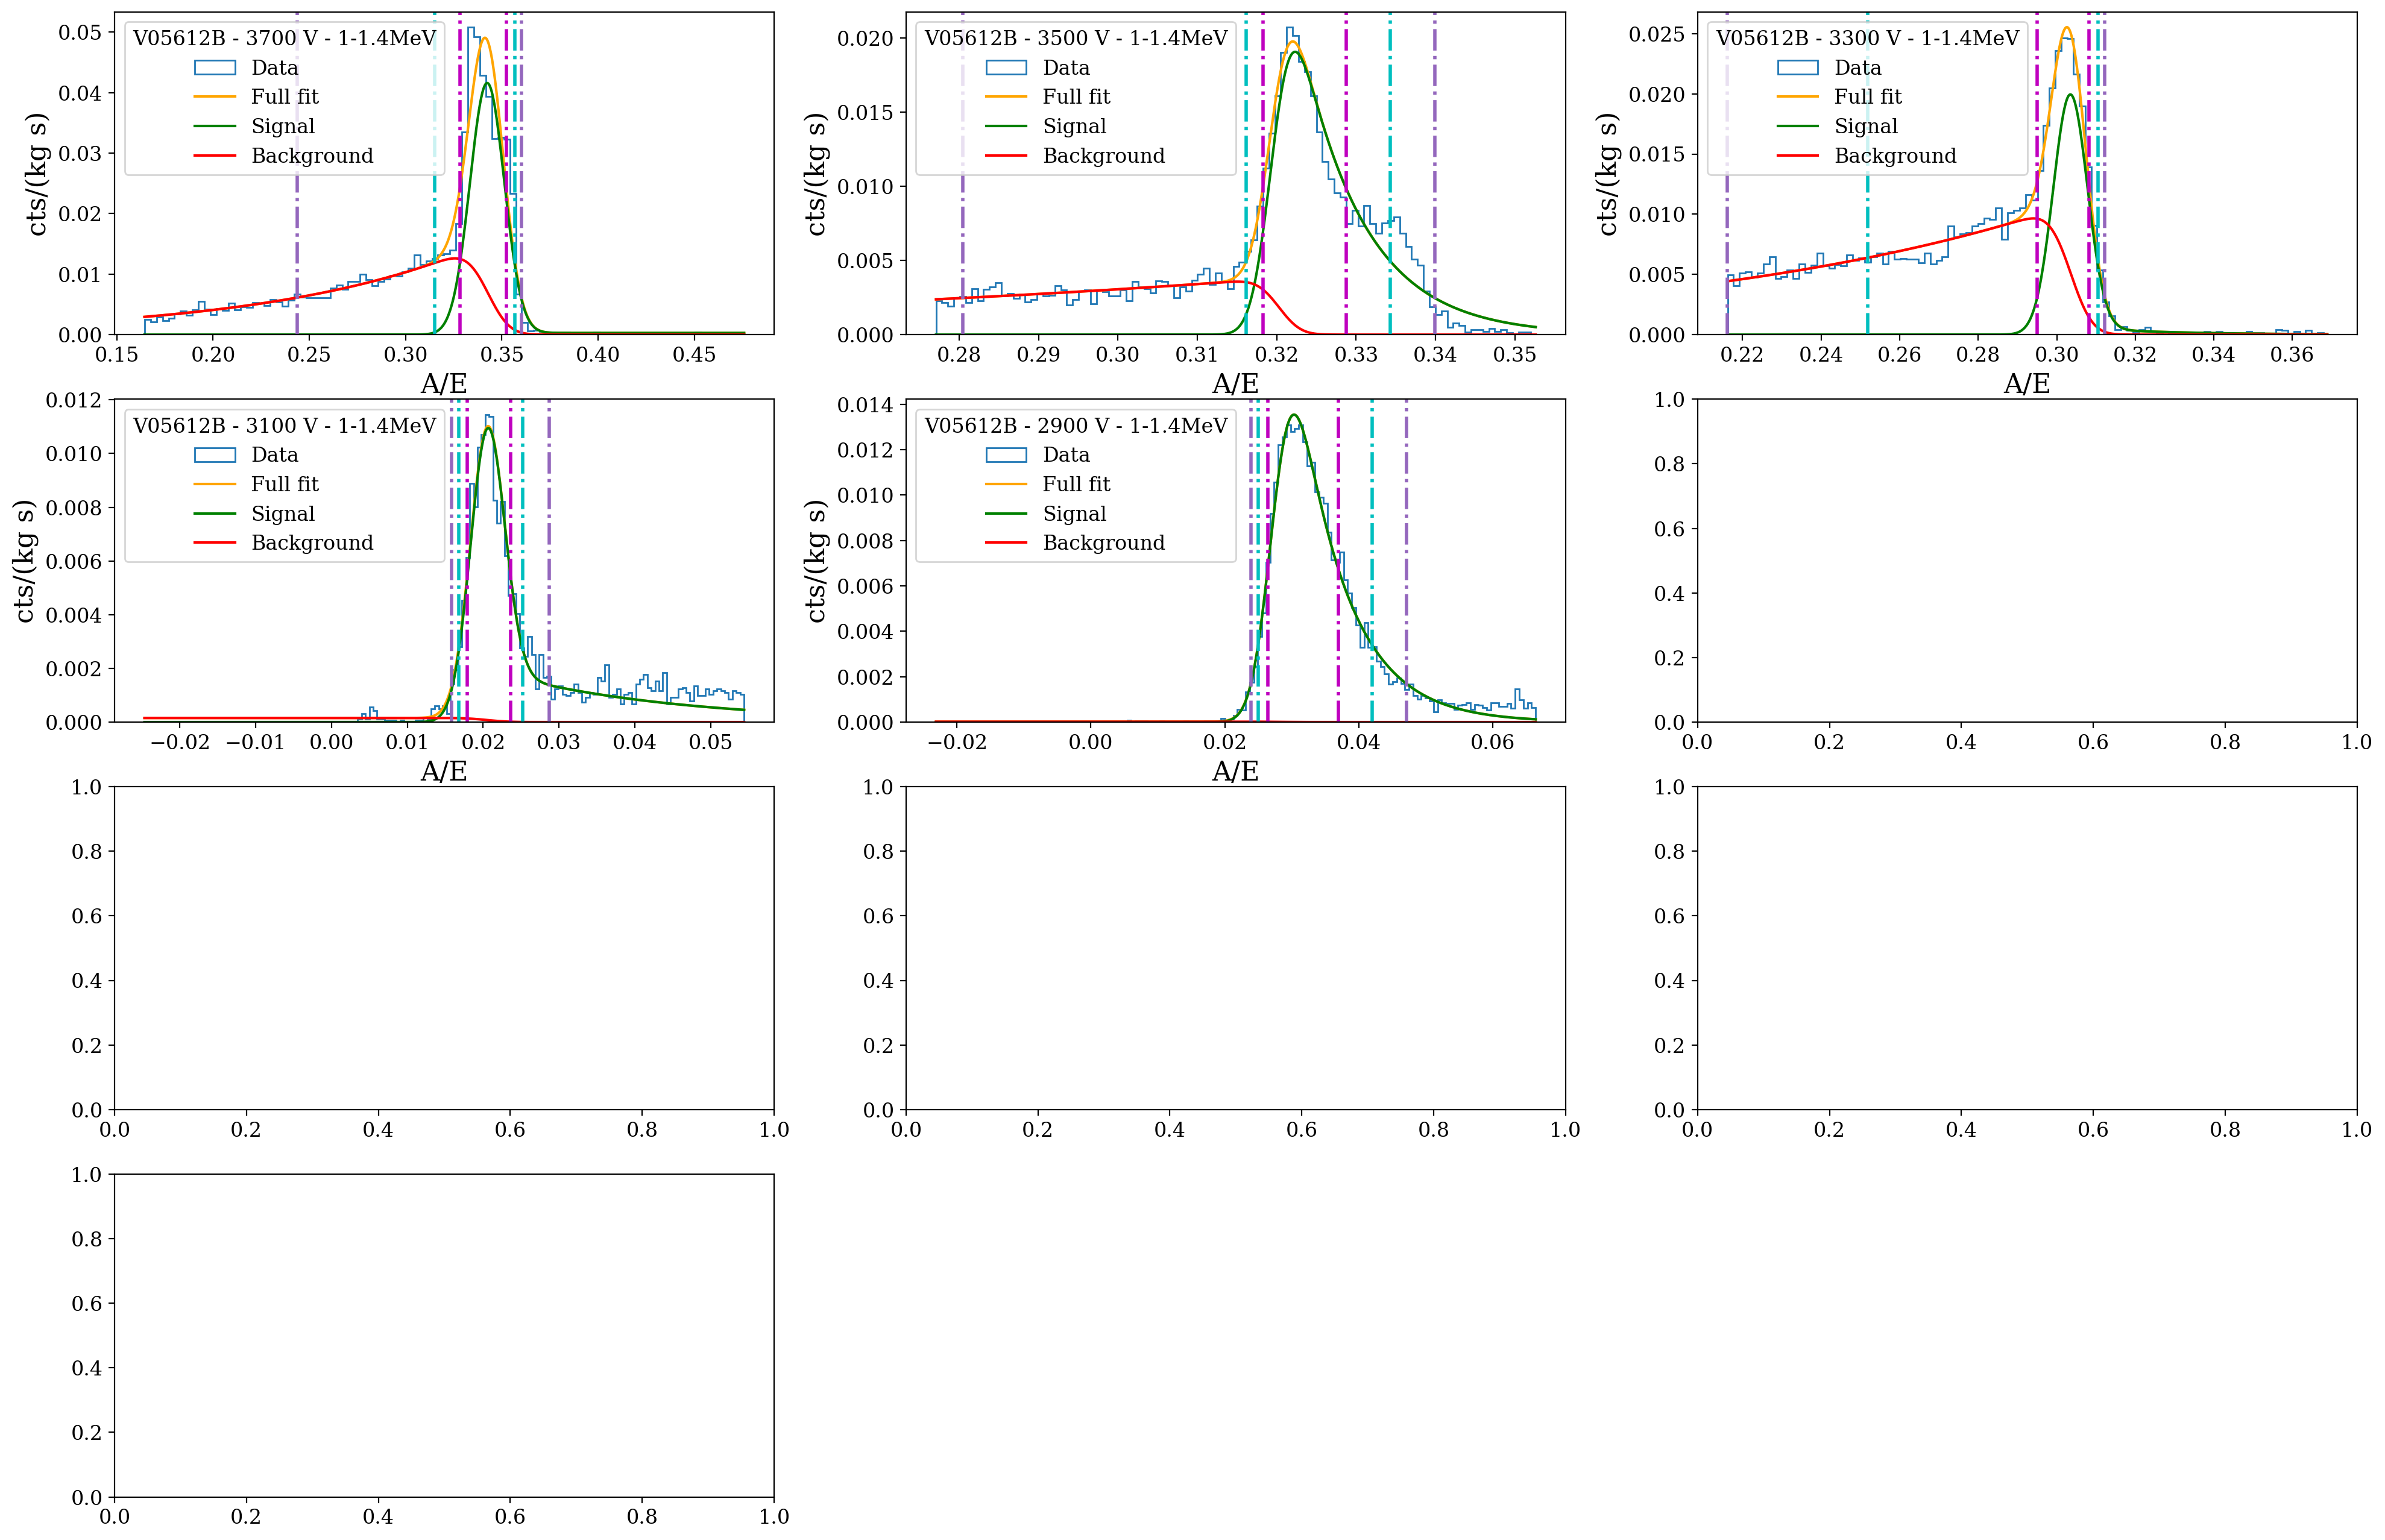 V05612B - 3700 V - 1-1.4MeV
Data
Full fit
Signal
Background
cts/(kg s)
0.05
0.04
0.03
0.02
0.01
0.00
0.15 0.20 0.25 0.30 0.35 0.40 0.45
A/E
V05612B - 3500 V - 1-1.4MeV
Data
Full fit
Signal
Background
cts/(kg s)
0.020
0.015
0.010
0.005
0.000
0.28 0.29 0.30 0.31 0.32 0.33 0.34 0.35
A/E
V05612B - 3300 V - 1-1.4MeV
Data
Full fit
Signal
Background
cts/(kg s)
0.025
0.020
0.015
0.010
0.005
0.000
0.22 0.24 0.26 0.28 0.30 0.32 0.34 0.36
A/E
V05612B - 3100 V - 1-1.4MeV
Data
Full fit
Signal
Background
cts/(kg s)
0.012
0.010
0.008
0.006
0.004
0.002
0.000
−0.02 −0.01 0.00 0.01 0.02 0.03 0.04 0.05
A/E
V05612B - 2900 V - 1-1.4MeV
Data
Full fit
Signal
Background
cts/(kg s)
0.014
0.012
0.010
0.008
0.006
0.004
0.002
0.000
−0.02 0.00 0.02 0.04 0.06
A/E
1.0
0.8
0.6
0.4
0.2
0.0
0.0 0.2 0.4 0.6 0.8 1.0
1.0
0.8
0.6
0.4
0.2
0.0
0.0 0.2 0.4 0.6 0.8 1.0
1.0
0.8
0.6
0.4
0.2
0.0
0.0 0.2 0.4 0.6 0.8 1.0
1.0
0.8
0.6
0.4
0.2
0.0
0.0 0.2 0.4 0.6 0.8 1.0
1.0
0.8
0.6
0.4
0.2
0.0
0.0 0.2 0.4 0.6 0.8 1.0